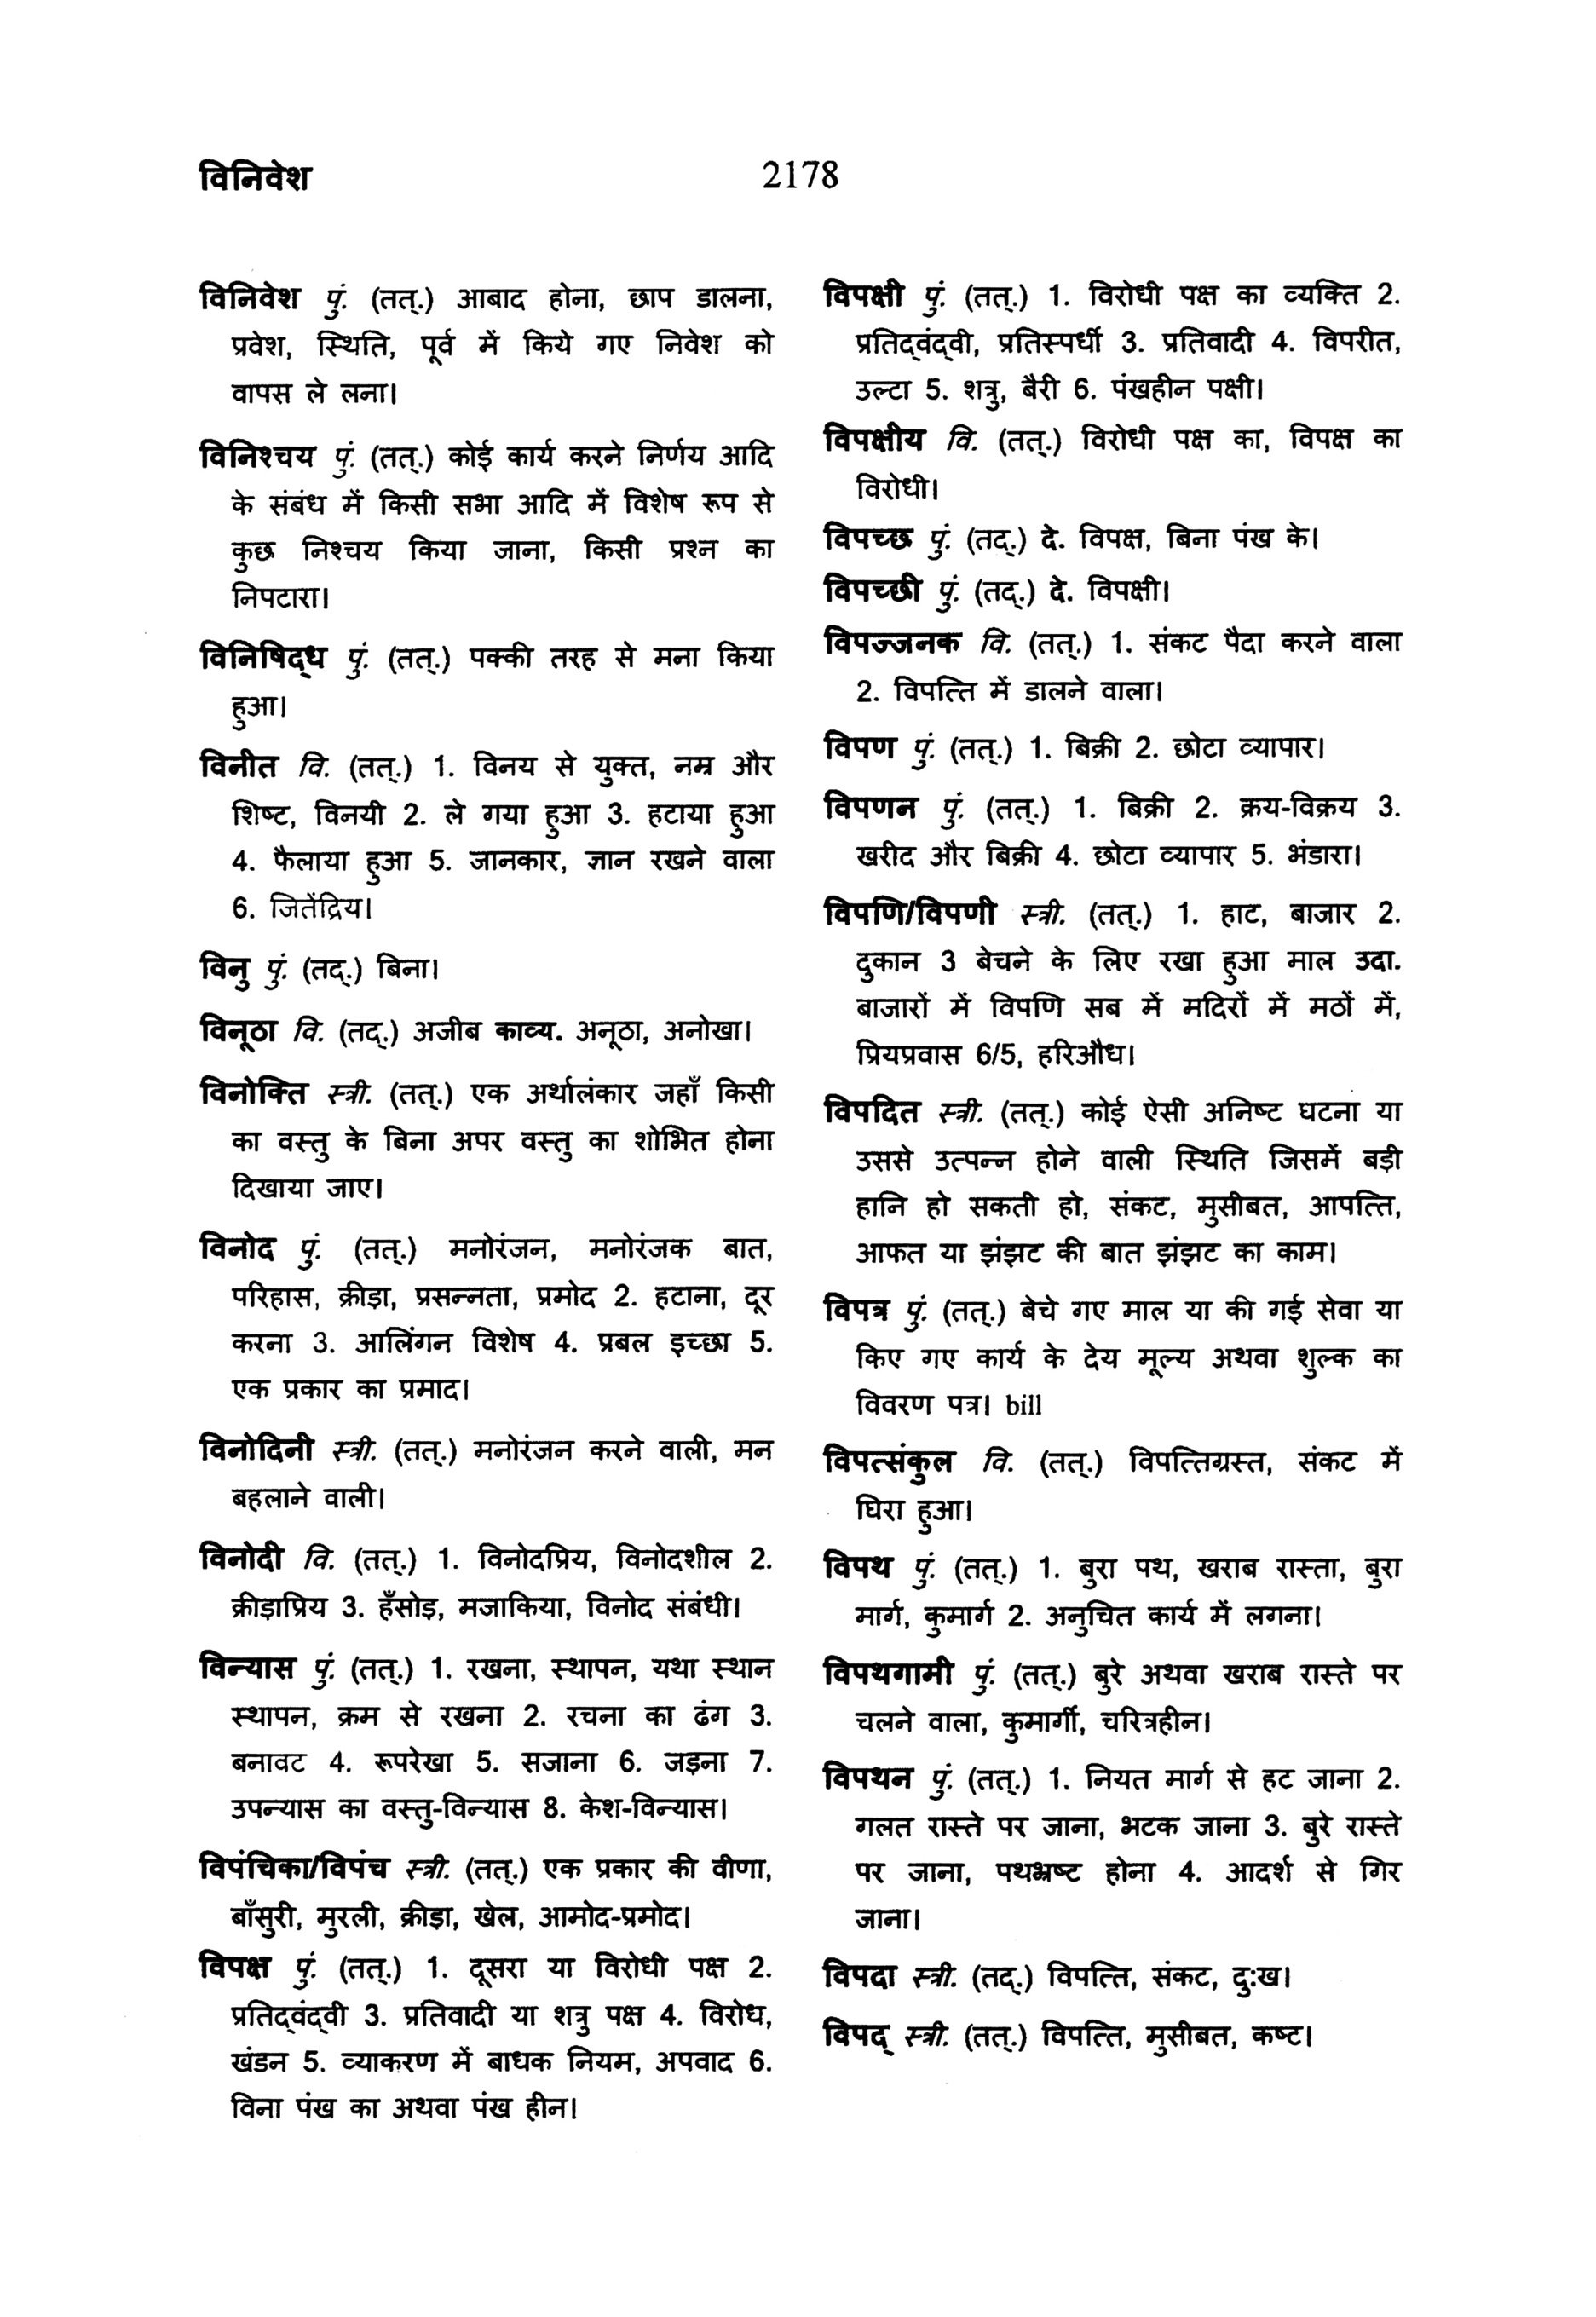 विनिवेश
2178
विनिवेश पुं. (तत्.) आबाद होना, छाप डालना,
प्रवेश, स्थिति, पूर्व में किये गए निवेश को
वापस ले लना।
विनिश्चय पुं. (तत्.) कोई कार्य करने निर्णय आदि
के संबंध में किसी सभा आदि में विशेष रूप से
कुछ निश्चय किया जाना, किसी प्रश्न का
निपटारा।
विनिषिद्ध पुं. (तत्.) पक्की तरह से मना किया
हुआ।
विनीत वि. (तत्.) 1. विनय से युक्त, नम्र और
शिष्ट, विनयी 2. ले गया हुआ 3. हटाया हुआ
4. फैलाया हुआ 5. जानकार, ज्ञान रखने वाला
6. जितेंद्रिय।
विनु पुं. (तद्.) बिना।
विनूठा वि. (तद्.) अजीब काव्य. अनूठा, अनोखा।
विनोक्ति स्त्री. (तत्.) एक अर्थालंकार जहाँ किसी
का वस्तु के बिना अपर वस्तु का शोभित होना
दिखाया जाए।
विनोद पुं. (तत्.) मनोरंजन, मनोरंजक बात,
परिहास, क्रीड़ा, प्रसन्नता, प्रमोद 2. हटाना, दूर
करना 3. आलिंगन विशेष 4. प्रबल इच्छा 5.
एक प्रकार का प्रमाद।
विनोदिनी स्त्री. (तत्.) मनोरंजन करने वाली, मन
बहलाने वाली।
विनोदी वि. (तत्.) 1. विनोदप्रिय, विनोदशील 2.
क्रीड़ाप्रिय 3. हँसोड़, मजाकिया, विनोद संबंधी।
विन्यास पुं. (तत्.) 1. रखना, स्थापन, यथा स्थान
स्थापन, क्रम से रखना 2. रचना का ढंग 3.
बनावट 4. रूपरेखा 5. सजाना 6. जड़ना 7.
उपन्यास का वस्तु-विन्यास 8. केश-विन्यास।
विपंचिका/विपंच स्त्री. (तत्.) एक प्रकार की वीणा,
बाँसुरी, मुरली, क्रीड़ा, खेल, आमोद-प्रमोद।
विपक्ष पुं. (तत्.) 1. दूसरा या विरोधी पक्ष 2.
प्रतिद्वंद्वी 3. प्रतिवादी या शत्रु पक्ष 4. विरोध,
खंडन 5. व्याकरण में बाधक नियम, अपवाद 6.
विना पंख का अथवा पंख हीन।
विपक्षी पुं. (तत्.) 1. विरोधी पक्ष का व्यक्ति 2.
प्रतिद्वंद्वी, प्रतिस्पर्धी 3. प्रतिवादी 4. विपरीत,
उल्टा 5. शत्रु, बैरी 6. पंखहीन पक्षी।
विपक्षीय वि. (तत्.) विरोधी पक्ष का, विपक्ष का
विरोधी।
विपच्छ पुं. (तद्.) दे. विपक्ष, बिना पंख के।
विपच्छी पुं. (तद्.) दे. विपक्षी।
विपज्जनक वि. (तत्.) 1. संकट पैदा करने वाला
2. विपत्ति में डालने वाला।
विपण पुं. (तत्.) 1. बिक्री 2. छोटा व्यापार।
विपणन पुं. (तत्.) 1. बिक्री 2. क्रय-विक्रय 3.
खरीद और बिक्री 4. छोटा व्यापार 5. भंडारा।
विपणि/विपणी स्त्री. (तत्.) 1. हाट, बाजार 2.
दुकान 3 बेचने के लिए रखा हुआ माल उदा.
बाजारों में विपणि सब में मदिरों में मठों में,
प्रियप्रवास 6/5, हरिऔध।
विपदित स्त्री. (तत्.) कोई ऐसी अनिष्ट घटना या
उससे उत्पन्न होने वाली स्थिति जिसमें बड़ी
हानि हो सकती हो, संकट, मुसीबत, आपत्ति,
आफत या झंझट की बात झंझट का काम।
विपत्र पुं. (तत्.) बेचे गए माल या की गई सेवा या
किए गए कार्य के देय मूल्य अथवा शुल्क का
विवरण पत्र। bill
विपत्संकुल वि. (तत्.) विपत्तिग्रस्त, संकट में
घिरा हुआ।
विपथ पुं. (तत्.) 1. बुरा पथ, खराब रास्ता, बुरा
मार्ग, कुमार्ग 2. अनुचित कार्य में लगना।
विपथगामी पुं. (तत्.) बुरे अथवा खराब रास्ते पर
चलने वाला, कुमार्गी, चरित्रहीन।
विपथन पुं. (तत्.) 1. नियत मार्ग से हट जाना 2.
गलत रास्ते पर जाना, भटक जाना 3. बुरे रास्ते
पर जाना, पथभ्रष्ट होना 4. आदर्श से गिर
जाना।
विपदा स्त्री. (तद्.) विपत्ति, संकट, दु:ख।
विपद् स्त्री. (तत्.) विपत्ति, मुसीबत, कष्ट।